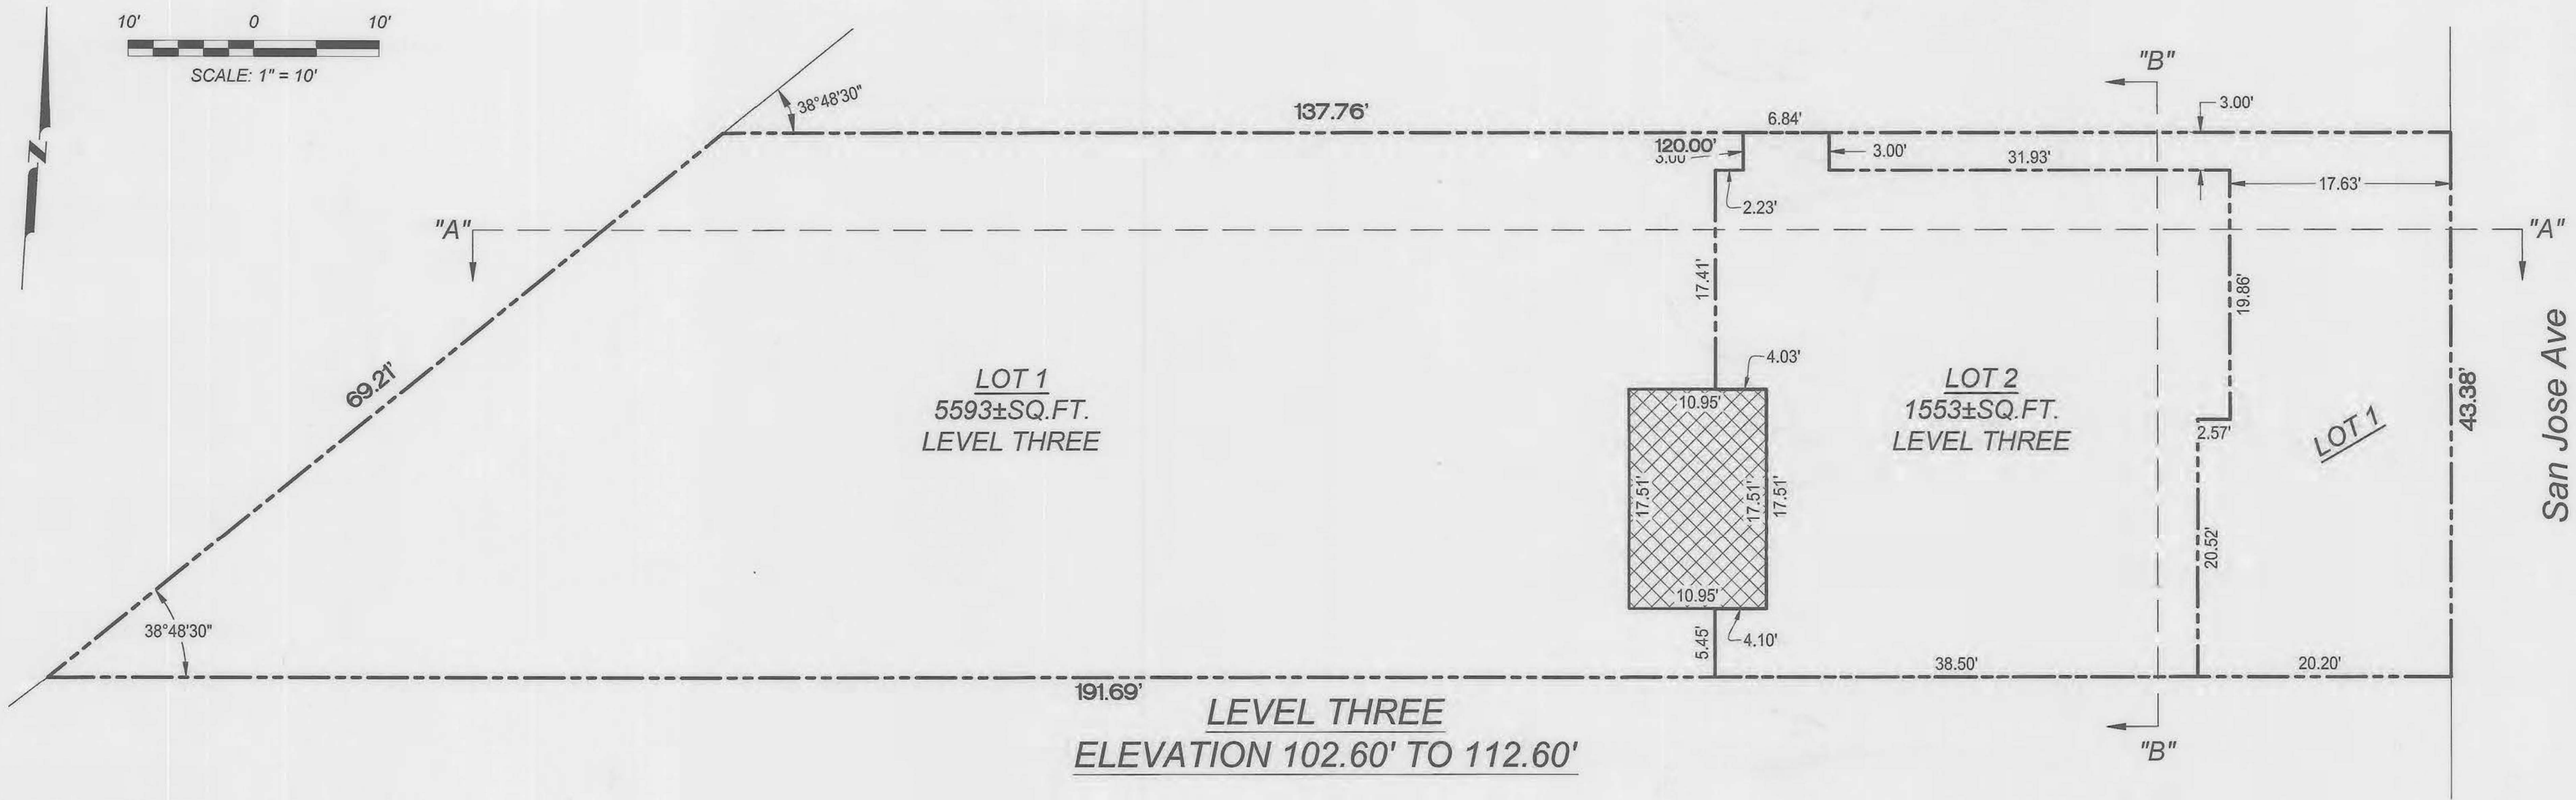 10' 0 10'
SCALE: 1" = 10'
N
38°48'30"
137.76'
6.84'
"B"
3.00'
120.00'
3.00
3.00'
31.93'
17.63'
2.23'
"A"
"A"
17.41'
19.86'
San Jose Ave
69.21'
4.03'
LOT 1
5593±SQ.FT.
LEVEL THREE
10.95'
17.51'
17.51'
17.51'
10.95'
LOT 2
1553±SQ.FT.
LEVEL THREE
2.57'
LOT 1
43.38'
20.52'
38°48'30"
5.45'
4.10'
38.50'
20.20'
191.69'
LEVEL THREE
ELEVATION 102.60' TO 112.60'
"B"